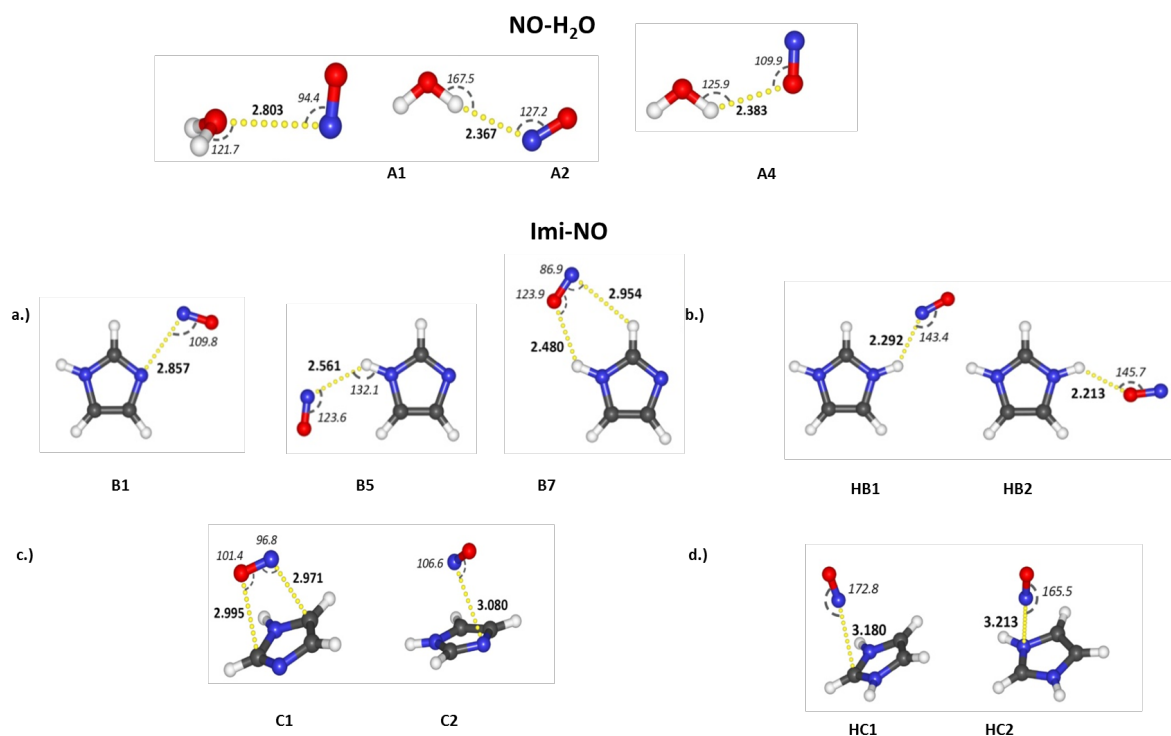 NO-H₂O
94.4
2.803
121.7
167.5
127.2
2.367
109.9
125.9
2.383
A1
A2
A4
Imi-NO
a.)
109.8
2.857
2.561
132.1
123.6
86.9
123.9
2.954
2.480
b.)
2.292
143.4
145.7
2.213
B1
B5
B7
HB1
HB2
c.)
96.8
101.4
2.971
2.995
106.6
3.080
d.)
172.8
3.180
165.5
3.213
C1
C2
HC1
HC2